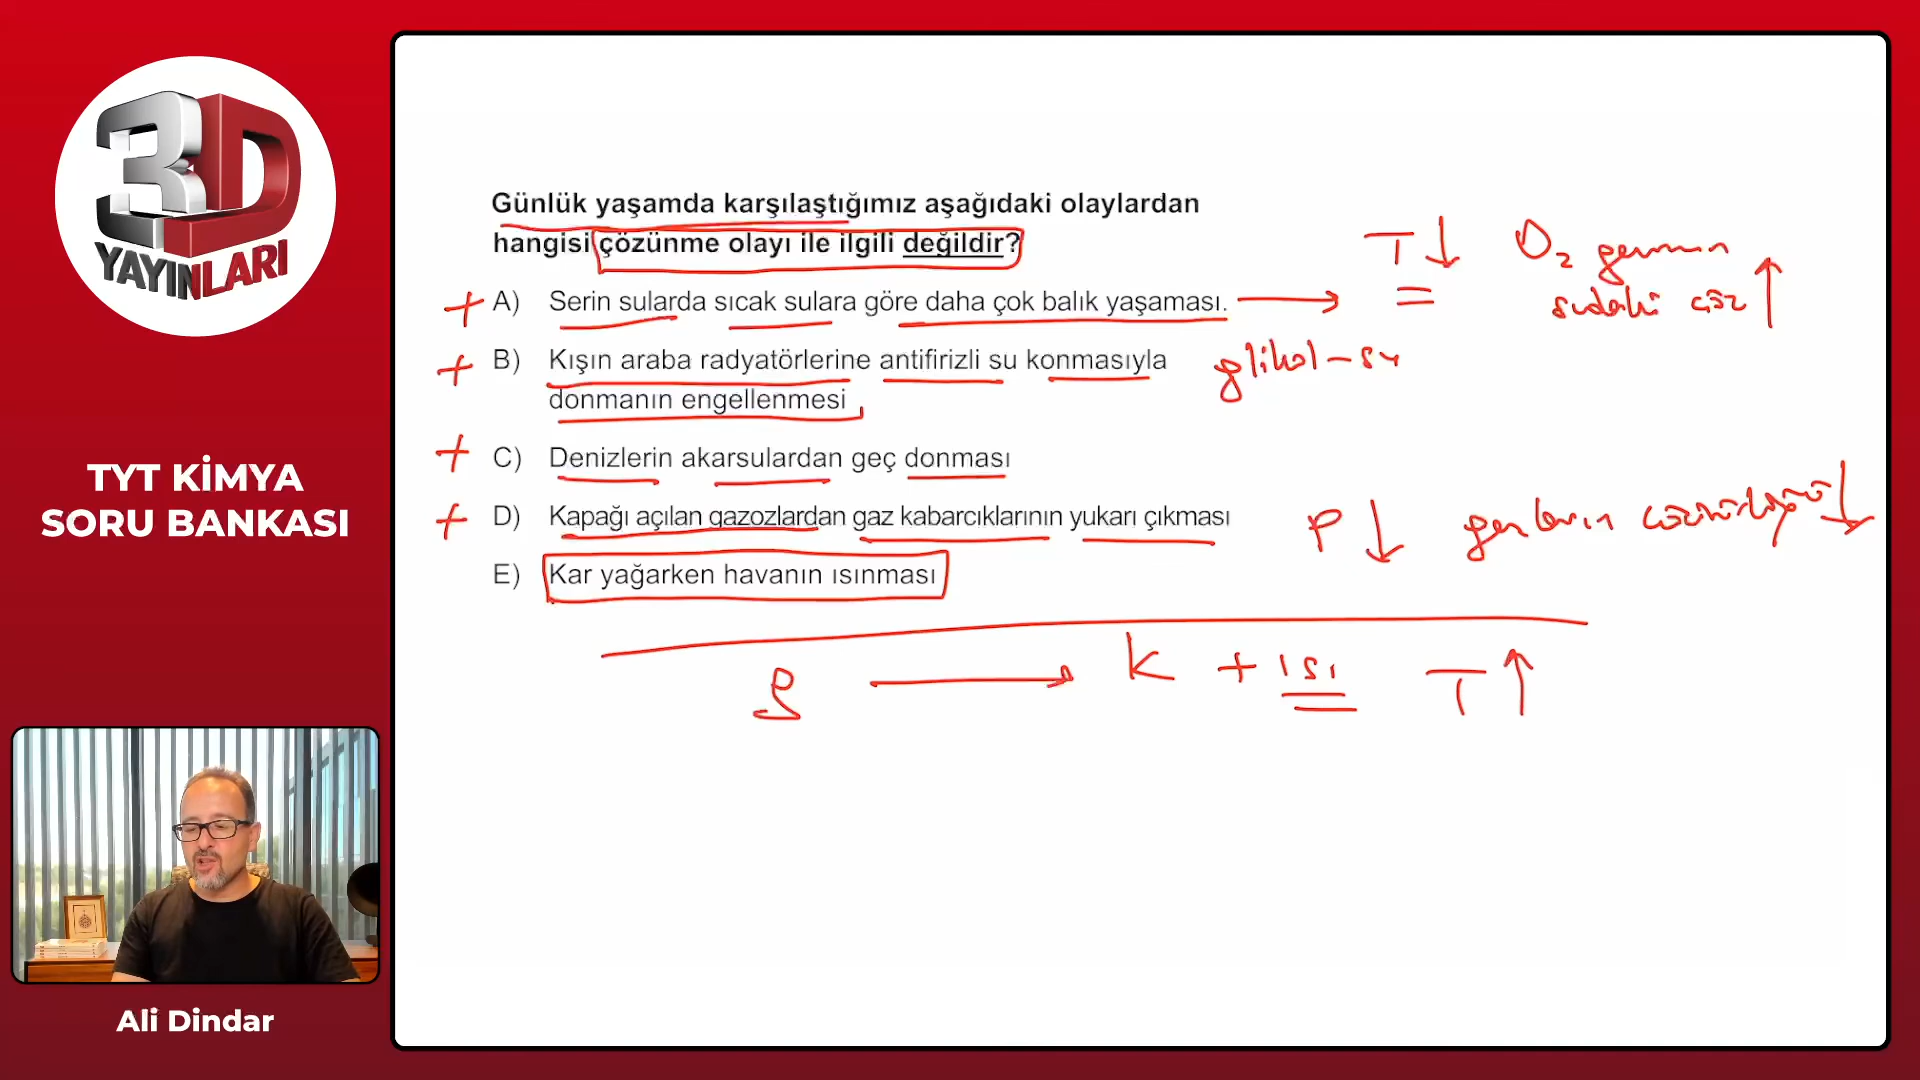 3D
YAYINLARI
TYT KİMYA
SORU BANKASI
Ali Dindar
Günlük yaşamda karşılaştığımız aşağıdaki olaylardan
hangisi çözünme olayı ile ilgili değildir?
+ A) Serin sularda sıcak sulara göre daha çok balık yaşaması. → T↓ O₂ gazının
sudaki çöz ↑
+ B) Kışın araba radyatörlerine antifirizli su konmasıyla glikol-su
donmanın engellenmesi
+ C) Denizlerin akarsulardan geç donması
+ D) Kapağı açılan gazozlardan gaz kabarcıklarının yukarı çıkması P↓ gazların çözünürlüğü ↓
E) Kar yağarken havanın ısınması
→ K + ısı T↑